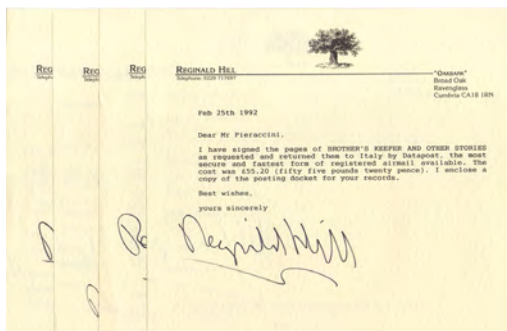 REG
REG
REG
REGINALD HILL
"OAKBANK"
Broad Oak
Ravenglass
Cumbria CA18 1RN
Feb 25th 1992
Dear Mr Pieraccini,
I have signed the pages of BROTHER'S KEEPER AND OTHER STORIES
as requested and returned them to Italy by Datapost, the most
secure and fastest form of registered airmail available. The
cost was £55.20 (fifty five pounds twenty pence). I enclose a
copy of the posting docket for your records.
Best wishes,
yours sincerely
Reginald Hill